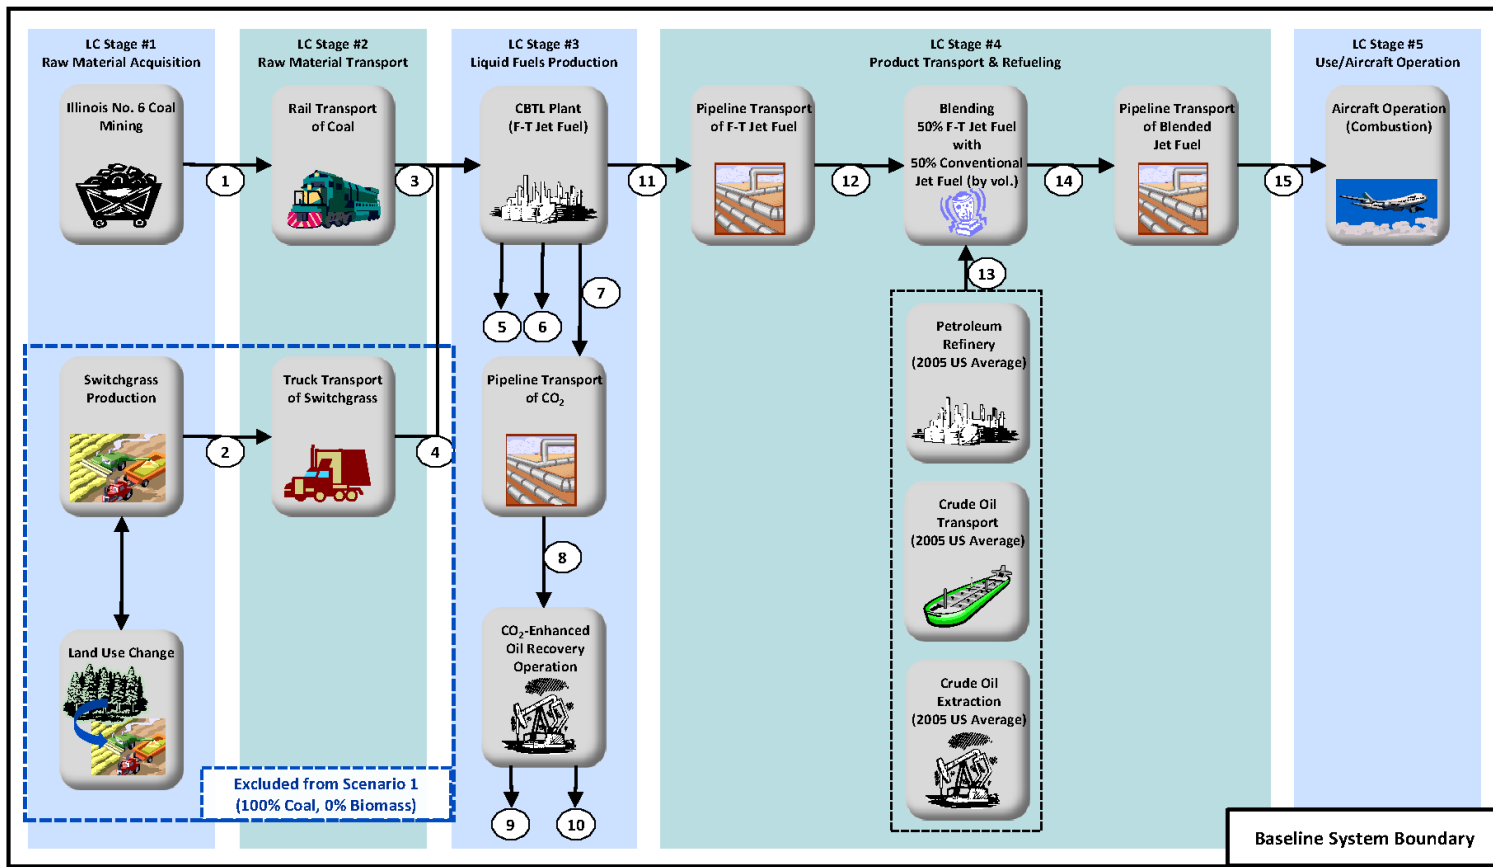 LC Stage #1
Raw Material Acquisition
LC Stage #2
Raw Material Transport
LC Stage #3
Liquid Fuels Production
LC Stage #4
Product Transport & Refueling
LC Stage #5
Use/Aircraft Operation
Illinois No. 6 Coal
Mining
1
Rail Transport
of Coal
3
CBTL Plant
(F-T Jet Fuel)
11
Pipeline Transport
of F-T Jet Fuel
12
Blending
50% F-T Jet Fuel
with
50% Conventional
Jet Fuel (by vol.)
14
Pipeline Transport
of Blended
Jet Fuel
15
Aircraft Operation
(Combustion)
5
6
7
13
Switchgrass
Production
2
Truck Transport
of Switchgrass
4
Pipeline Transport
of CO2
8
Petroleum
Refinery
(2005 US Average)
Crude Oil
Transport
(2005 US Average)
Land Use Change
CO2-Enhanced
Oil Recovery
Operation
9
10
Crude Oil
Extraction
(2005 US Average)
Excluded from Scenario 1
(100% Coal, 0% Biomass)
Baseline System Boundary